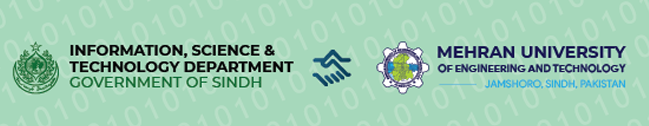 INFORMATION, SCIENCE &
TECHNOLOGY DEPARTMENT
GOVERNMENT OF SINDH
MEHRAN UNIVERSITY
OF ENGINEERING AND TECHNOLOGY
JAMSHORO, SINDH, PAKISTAN